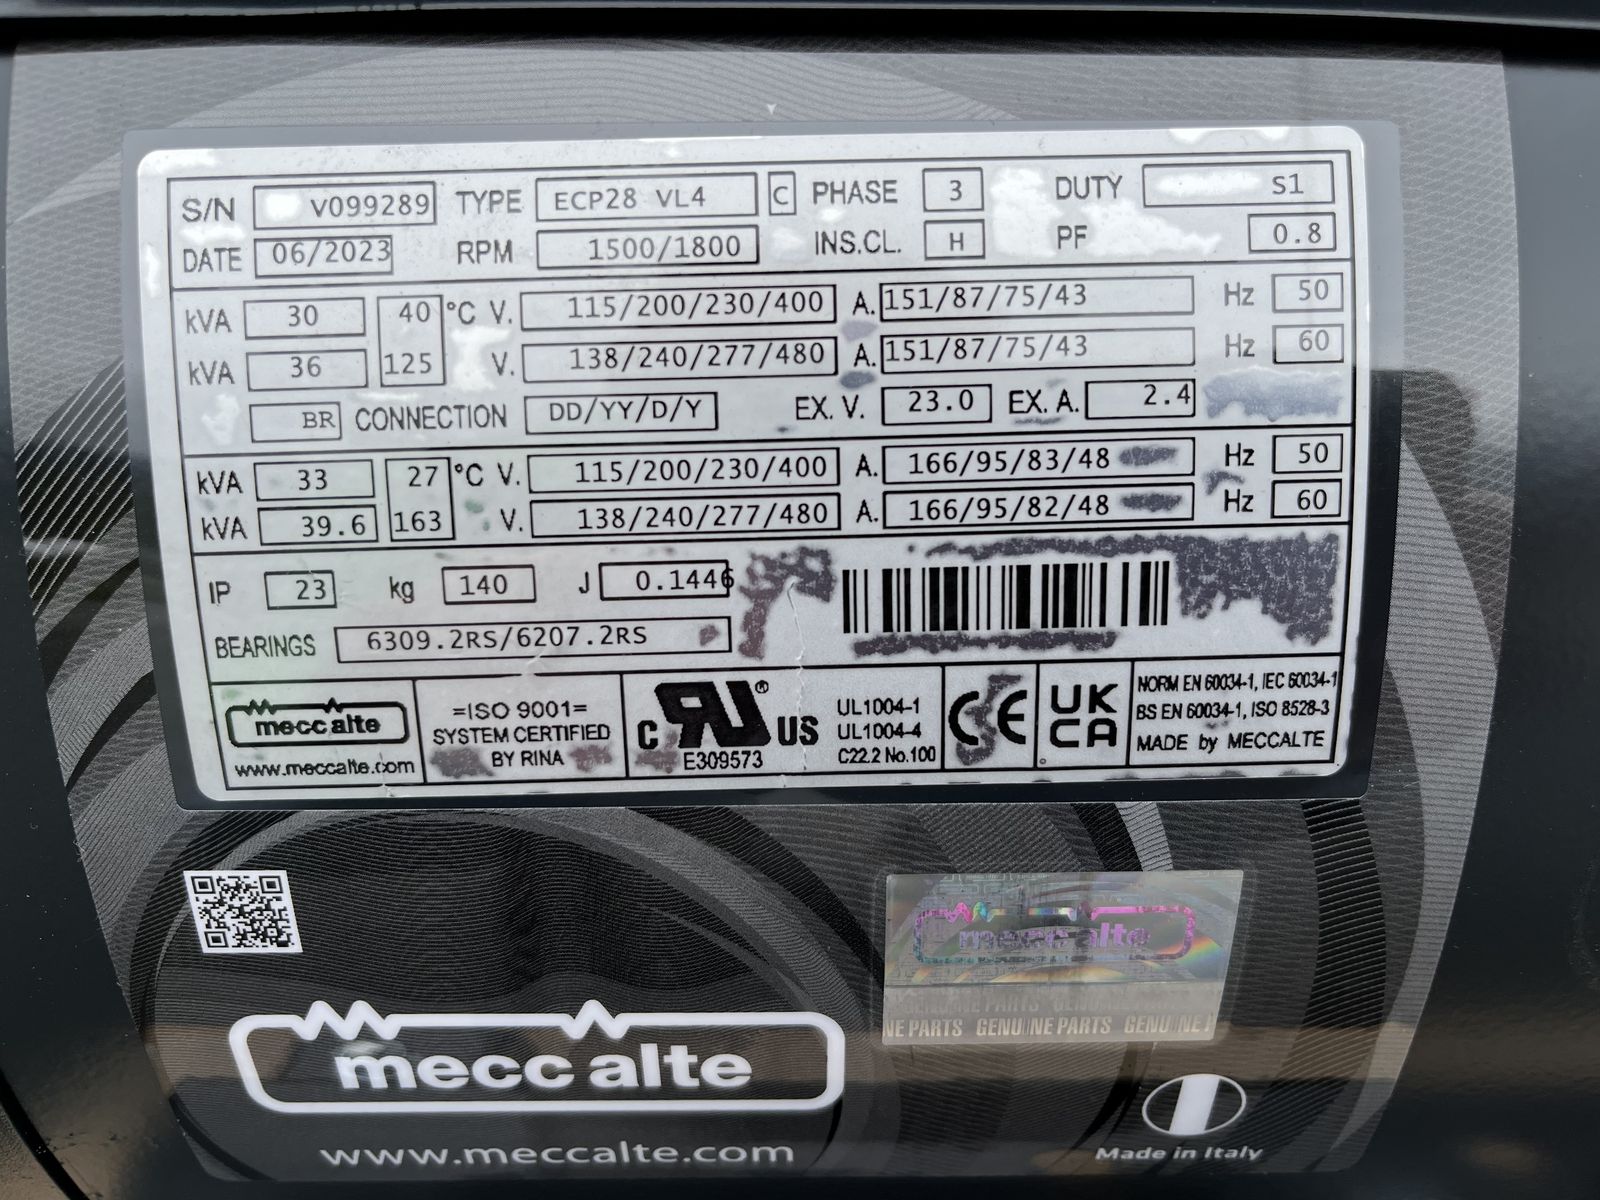 S/N V099289 TYPE ECP28 VL4 C PHASE 3 DUTY S1
DATE 06/2023 RPM 1500/1800 INS.CL. H PF 0.8
kVA 30 40 °C V. 115/200/230/400 A. 151/87/75/43 Hz 50
kVA 36 125 V. 138/240/277/480 A. 151/87/75/43 Hz 60
BR CONNECTION DD/YY/D/Y EX. V. 23.0 EX. A. 2.4
kVA 33 27 °C V. 115/200/230/400 A. 166/95/83/48 Hz 50
kVA 39.6 163 V. 138/240/277/480 A. 166/95/82/48 Hz 60
IP 23 kg 140 J 0.1446
BEARINGS 6309.2RS/6207.2RS
mecc alte
www.meccalte.com
=ISO 9001=
SYSTEM CERTIFIED
BY RINA
c RU ® US
E309573
UL1004-1
UL1004-4
C22.2 No.100
CE
UK
CA
NORM EN 60034-1, IEC 60034-1
BS EN 60034-1, ISO 8528-3
MADE by MECCALTE
mecc alte
GENUINE PARTS GENUINE
NE PARTS GENUINE PARTS GENUINE
mecc alte
www.meccalte.com
Made in Italy